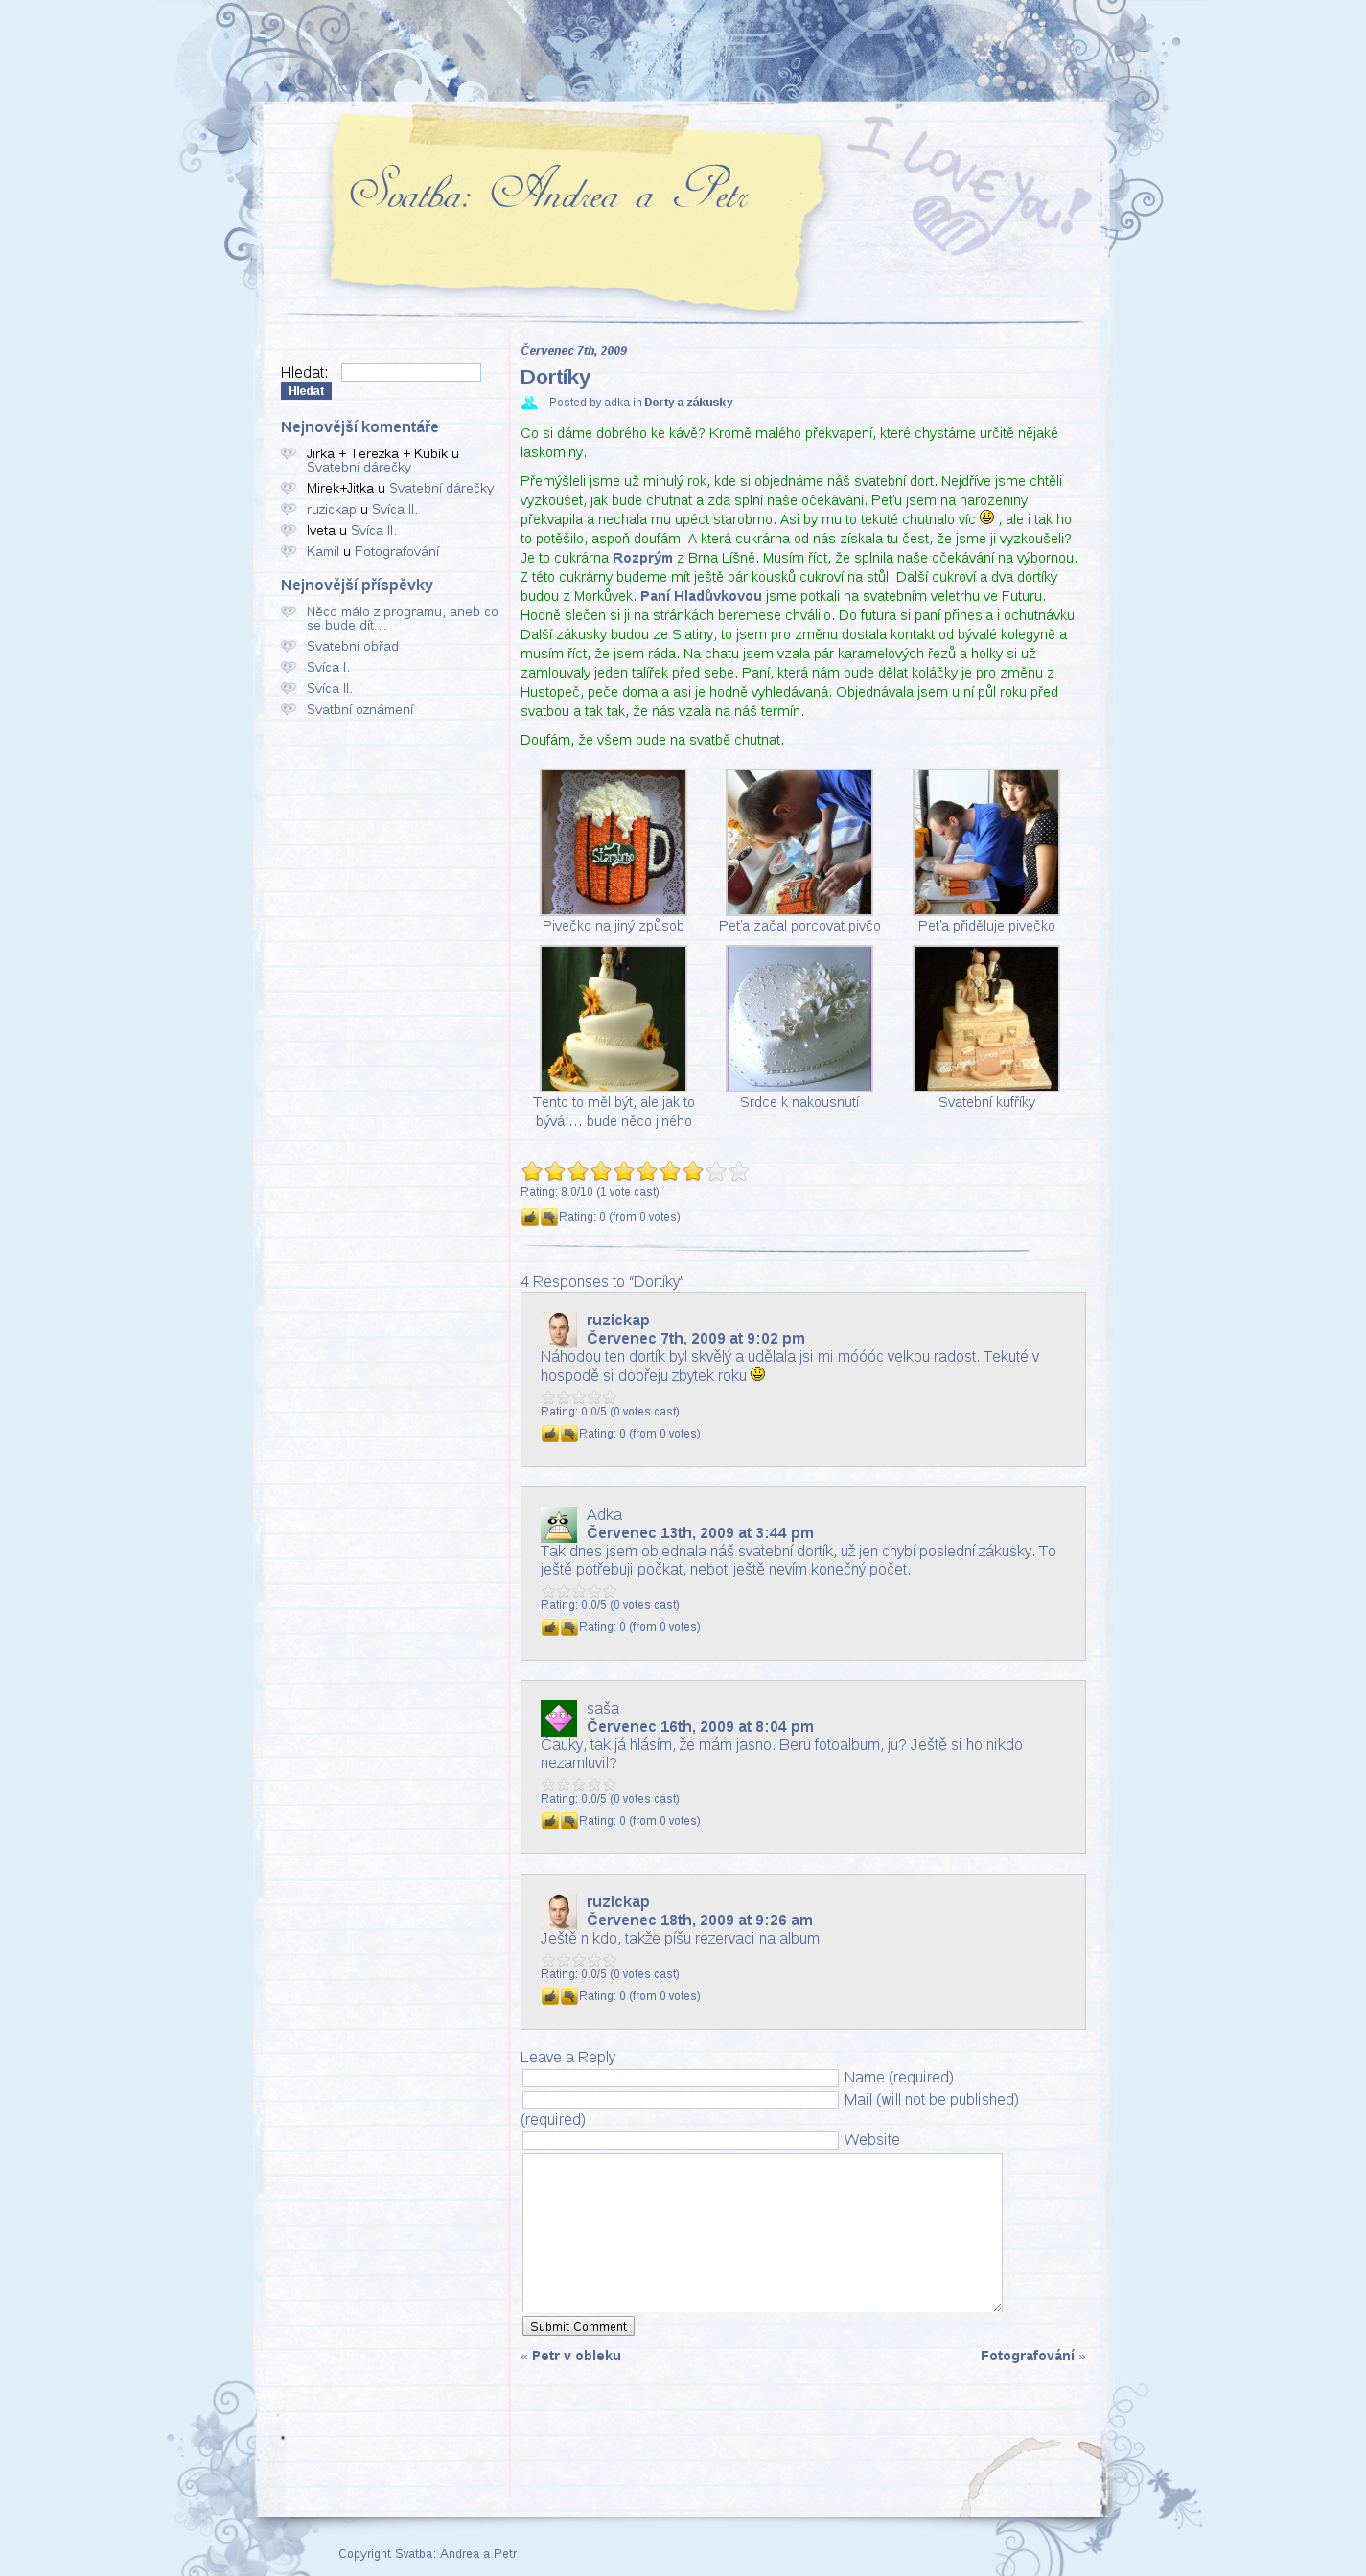 I LOVE you!
Svatba: Andrea a Petr
Hledat:
Hledat
Nejnovější komentáře
Jirka + Terezka + Kubík u
Svatební dárečky
Mirek+Jitka u Svatební dárečky
ruzickap u Svíca II.
Iveta u Svíca II.
Kamil u Fotografování
Nejnovější příspěvky
Něco málo z programu, aneb co
se bude dít…
Svatební obřad
Svíca I.
Svíca II.
Svatbní oznámení
Červenec 7th, 2009
Dortíky
Posted by adka in Dorty a zákusky
Co si dáme dobrého ke kávě? Kromě malého překvapení, které chystáme určitě nějaké
laskominy.
Přemýšleli jsme už minulý rok, kde si objednáme náš svatební dort. Nejdříve jsme chtěli
vyzkoušet, jak bude chutnat a zda splní naše očekávání. Peťu jsem na narozeniny
překvapila a nechala mu upéct starobrno. Asi by mu to tekuté chutnalo víc , ale i tak ho
to potěšilo, aspoň doufám. A která cukrárna od nás získala tu čest, že jsme ji vyzkoušeli?
Je to cukrárna Rozprým z Brna Líšně. Musím říct, že splnila naše očekávání na výbornou.
Z této cukrárny budeme mít ještě pár kousků cukroví na stůl. Další cukroví a dva dortíky
budou z Morkůvek. Paní Hladůvkovou jsme potkali na svatebním veletrhu ve Futuru.
Hodně slečen si ji na stránkách beremese chválilo. Do futura si paní přinesla i ochutnávku.
Další zákusky budou ze Slatiny, to jsem pro změnu dostala kontakt od bývalé kolegyně a
musím říct, že jsem ráda. Na chatu jsem vzala pár karamelových řezů a holky si už
zamlouvaly jeden talířek před sebe. Paní, která nám bude dělat koláčky je pro změnu z
Hustopeč, peče doma a asi je hodně vyhledávaná. Objednávala jsem u ní půl roku před
svatbou a tak tak, že nás vzala na náš termín.
Doufám, že všem bude na svatbě chutnat.
Starobrno
Pivečko na jiný způsob
Peťa začal porcovat pivčo
Peťa přiděluje pivečko
Tento to měl být, ale jak to
bývá … bude něco jiného
Srdce k nakousnutí
Svatební kufříky
Rating: 8.0/10 (1 vote cast)
Rating: 0 (from 0 votes)
4 Responses to “Dortíky”
ruzickap
Červenec 7th, 2009 at 9:02 pm
Náhodou ten dortík byl skvělý a udělala jsi mi móóóc velkou radost. Tekuté v
hospodě si dopřeju zbytek roku
Rating: 0.0/5 (0 votes cast)
Rating: 0 (from 0 votes)
Adka
Červenec 13th, 2009 at 3:44 pm
Tak dnes jsem objednala náš svatební dortík, už jen chybí poslední zákusky. To
ještě potřebuji počkat, neboť ještě nevím konečný počet.
Rating: 0.0/5 (0 votes cast)
Rating: 0 (from 0 votes)
saša
Červenec 16th, 2009 at 8:04 pm
Čauky, tak já hlásím, že mám jasno. Beru fotoalbum, ju? Ještě si ho nikdo
nezamluvil?
Rating: 0.0/5 (0 votes cast)
Rating: 0 (from 0 votes)
ruzickap
Červenec 18th, 2009 at 9:26 am
Ještě nikdo, takže píšu rezervaci na album.
Rating: 0.0/5 (0 votes cast)
Rating: 0 (from 0 votes)
Leave a Reply
Name (required)
Mail (will not be published)
(required)
Website
Submit Comment
« Petr v obleku
Fotografování »
Copyright Svatba: Andrea a Petr